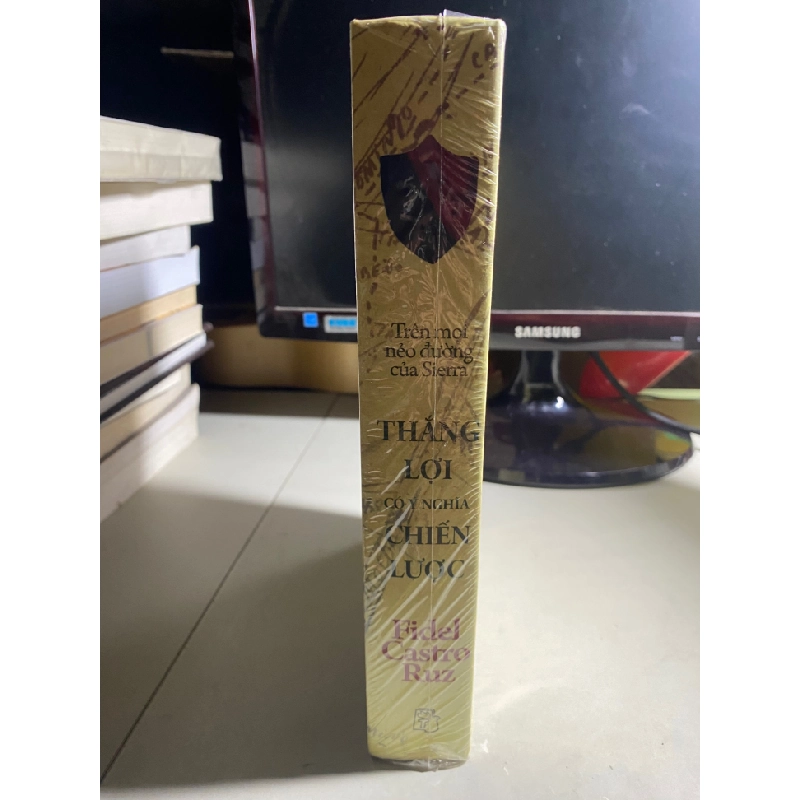 Trên mọi
nẻo đường
của Sierra
THẮNG
LỢI
CÓ Ý NGHĨA
CHIẾN
LƯỢC
Fidel
Castro
Ruz
SAMSUNG